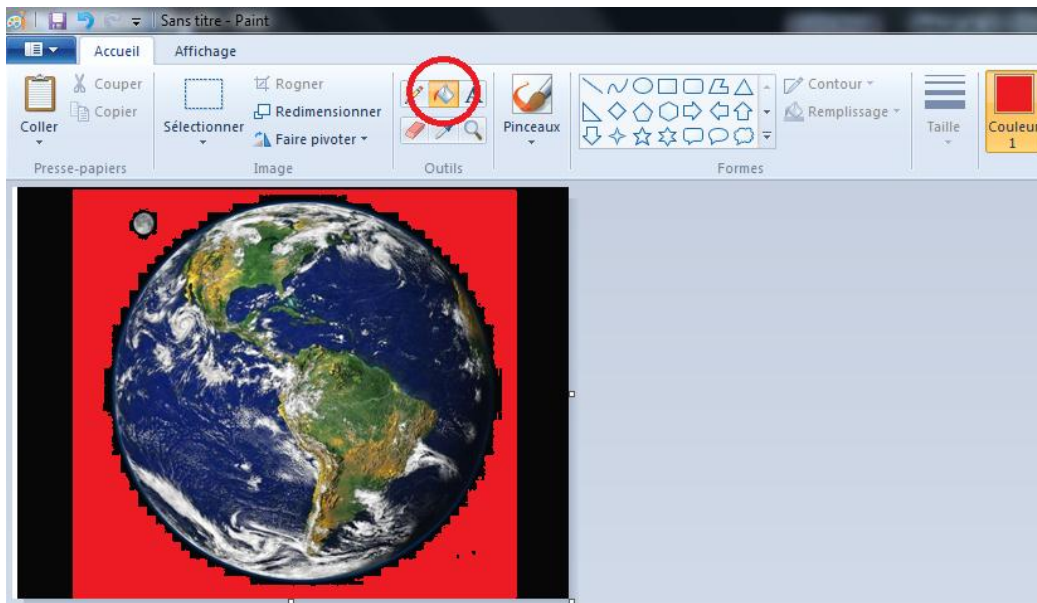 Sans titre - Paint
Accueil Affichage
Coller
Couper
Copier
Presse-papiers
Sélectionner
Rogner
Redimensionner
Faire pivoter
Image
A
Outils
Pinceaux
Contour
Remplissage
Formes
Taille
Couleur
1